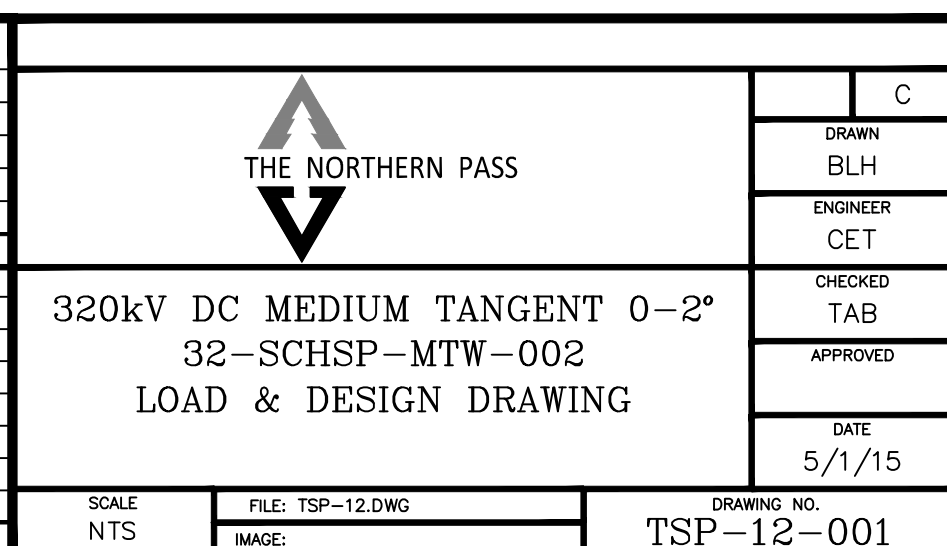 C
THE NORTHERN PASS
DRAWN
BLH
ENGINEER
CET
320kV DC MEDIUM TANGENT 0-2°
32-SCHSP-MTW-002
LOAD & DESIGN DRAWING
CHECKED
TAB
APPROVED
DATE
5/1/15
SCALE
NTS
FILE: TSP-12.DWG
IMAGE:
DRAWING NO.
TSP-12-001